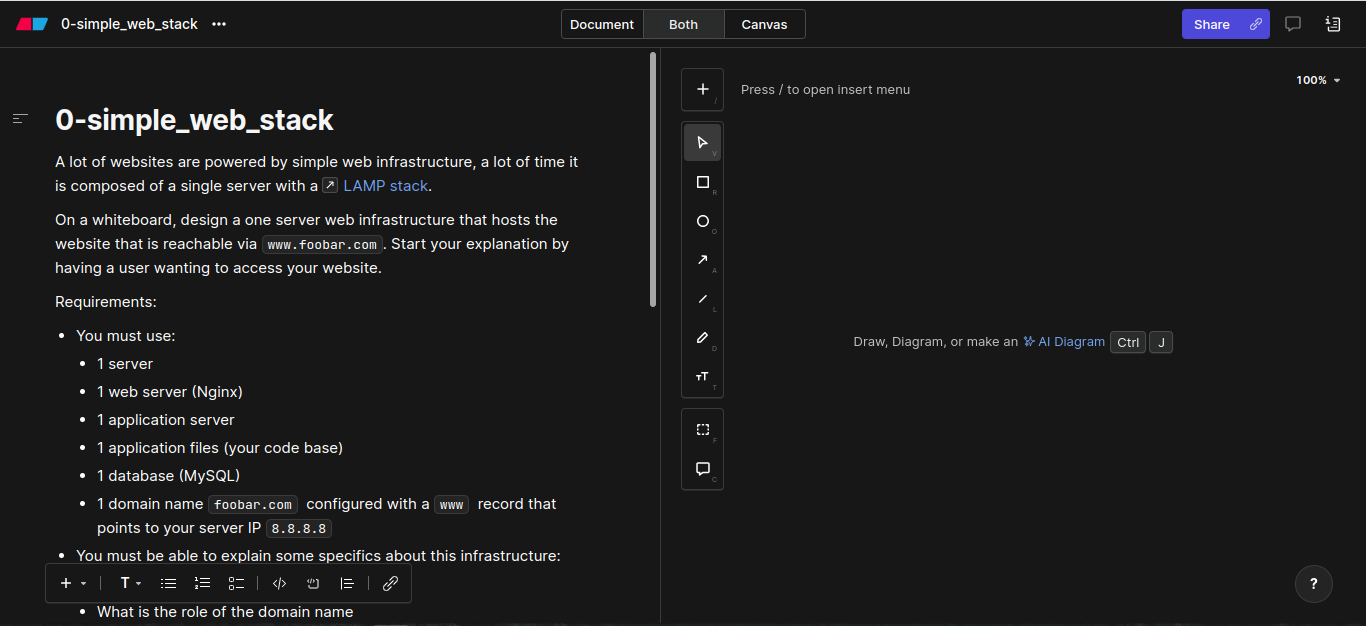 0-simple_web_stack •••
Document Both Canvas
Share
0-simple_web_stack
A lot of websites are powered by simple web infrastructure, a lot of time it
is composed of a single server with a LAMP stack.
On a whiteboard, design a one server web infrastructure that hosts the
website that is reachable via www.foobar.com. Start your explanation by
having a user wanting to access your website.
Requirements:
• You must use:
• 1 server
• 1 web server (Nginx)
• 1 application server
• 1 application files (your code base)
• 1 database (MySQL)
• 1 domain name foobar.com configured with a www record that
points to your server IP 8.8.8.8
• You must be able to explain some specifics about this infrastructure:
T
• What is the role of the domain name
+ /
Press / to open insert menu
100%
V
R
O
A
L
D
TT T
F
C
Draw, Diagram, or make an AI Diagram Ctrl J
?